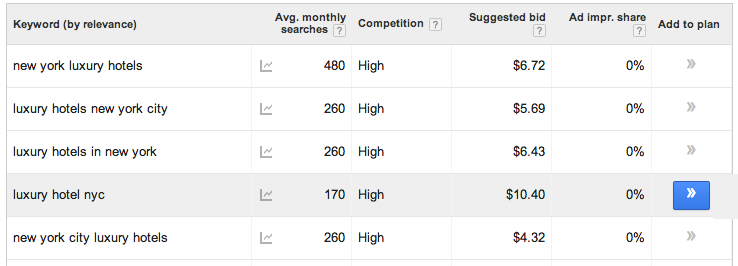 Keyword (by relevance) Avg. monthly searches ? Competition ? Suggested bid ? Ad impr. share ? Add to plan
new york luxury hotels 480 High $6.72 0% »
luxury hotels new york city 260 High $5.69 0% »
luxury hotels in new york 260 High $6.43 0% »
luxury hotel nyc 170 High $10.40 0% »
new york city luxury hotels 260 High $4.32 0% »